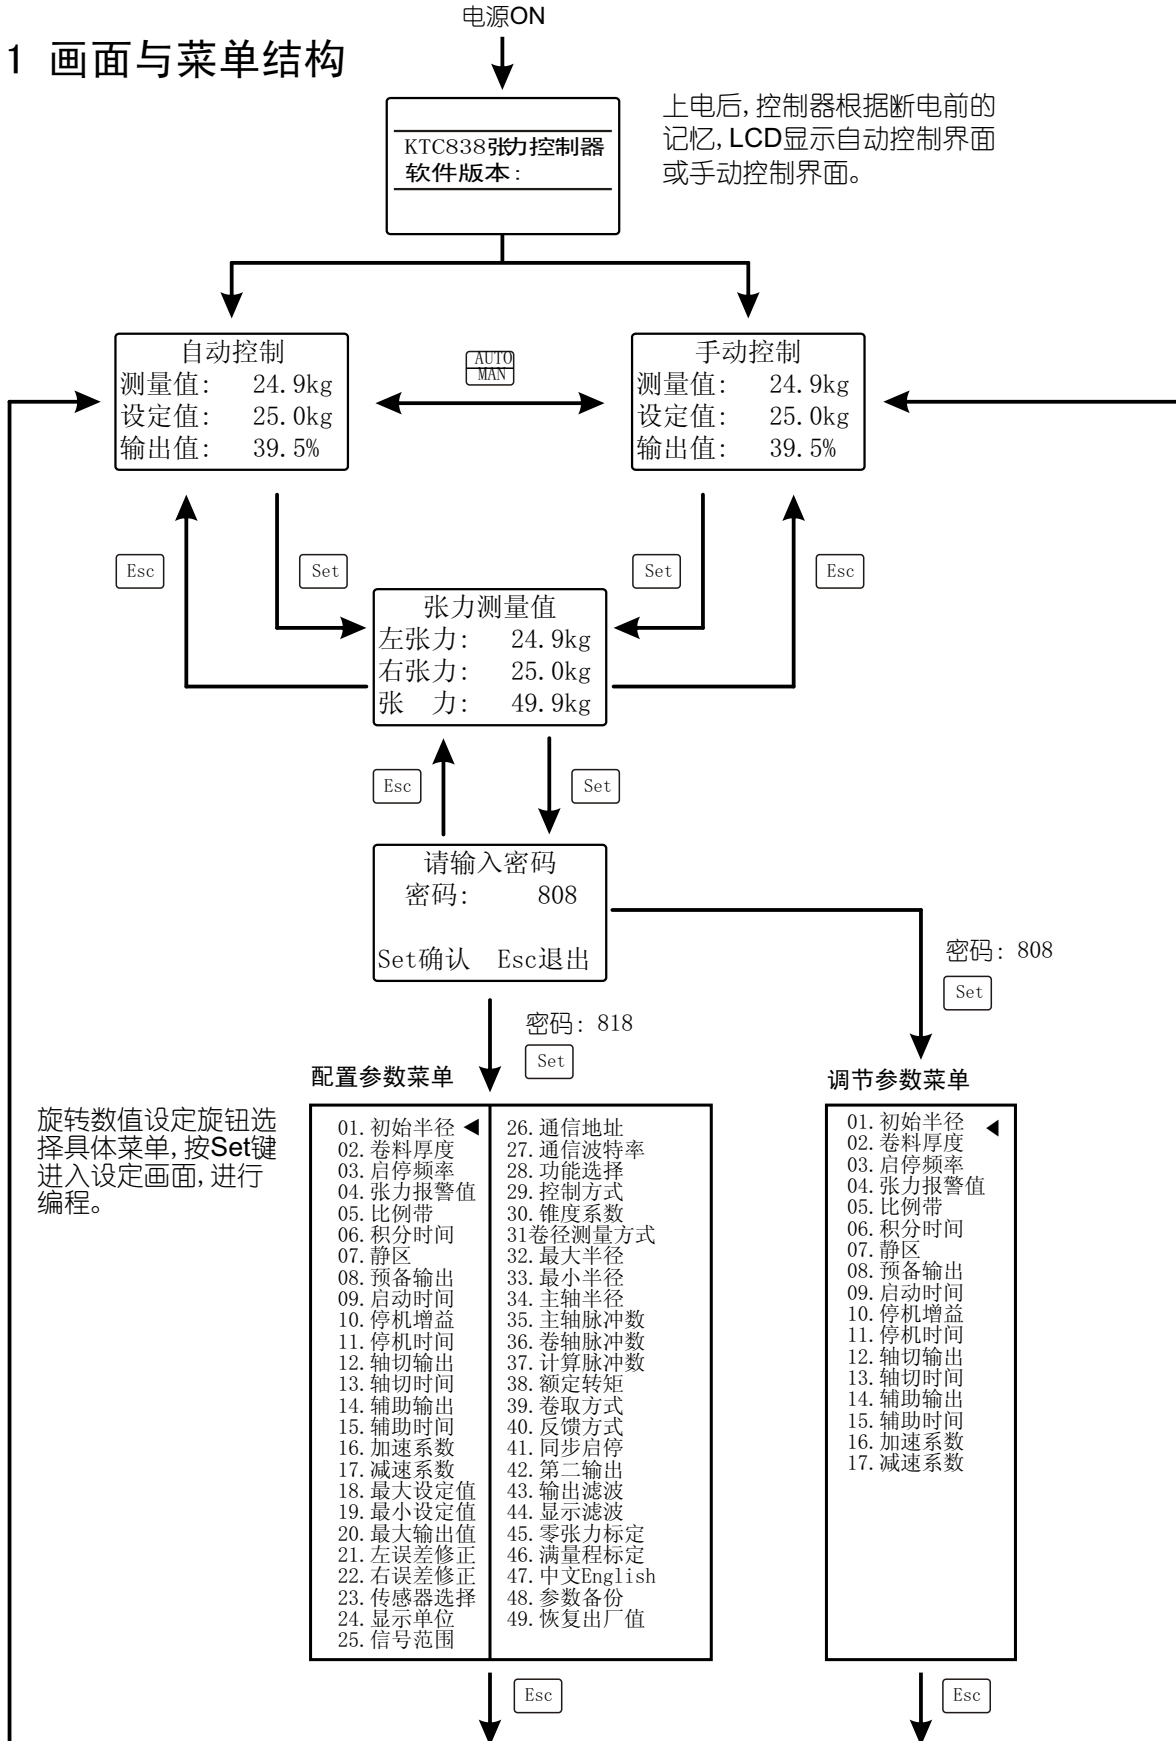 电源ON
1 画面与菜单结构
上电后,控制器根据断电前的
记忆,LCD显示自动控制界面
或手动控制界面。
KTC838张力控制器
软件版本:
自动控制
测量值: 24.9kg
设定值: 25.0kg
输出值: 39.5%
AUTO
MAN
手动控制
测量值: 24.9kg
设定值: 25.0kg
输出值: 39.5%
Esc
Set
Set
Esc
张力测量值
左张力: 24.9kg
右张力: 25.0kg
张 力: 49.9kg
Esc
Set
请输入密码
密码: 808
Set确认 Esc退出
密码: 808
Set
密码: 818
Set
配置参数菜单
调节参数菜单
旋转数值设定旋钮选
择具体菜单,按Set键
进入设定画面,进行
编程。
01.初始半径
02.卷料厚度
03.启停频率
04.张力报警值
05.比例带
06.积分时间
07.静区
08.预备输出
09.启动时间
10.停机增益
11.停机时间
12.轴切输出
13.轴切时间
14.辅助输出
15.辅助时间
16.加速系数
17.减速系数
18.最大设定值
19.最小设定值
20.最大输出值
21.左误差修正
22.右误差修正
23.传感器选择
24.显示单位
25.信号范围
26.通信地址
27.通信波特率
28.功能选择
29.控制方式
30.锥度系数
31卷径测量方式
32.最大半径
33.最小半径
34.主轴半径
35.主轴脉冲数
36.卷轴脉冲数
37.计算脉冲数
38.额定转矩
39.卷取方式
40.反馈方式
41.同步启停
42.第二输出
43.输出滤波
44.显示滤波
45.零张力标定
46.满量程标定
47.中文English
48.参数备份
49.恢复出厂值
01.初始半径
02.卷料厚度
03.启停频率
04.张力报警值
05.比例带
06.积分时间
07.静区
08.预备输出
09.启动时间
10.停机增益
11.停机时间
12.轴切输出
13.轴切时间
14.辅助输出
15.辅助时间
16.加速系数
17.减速系数
Esc
Esc